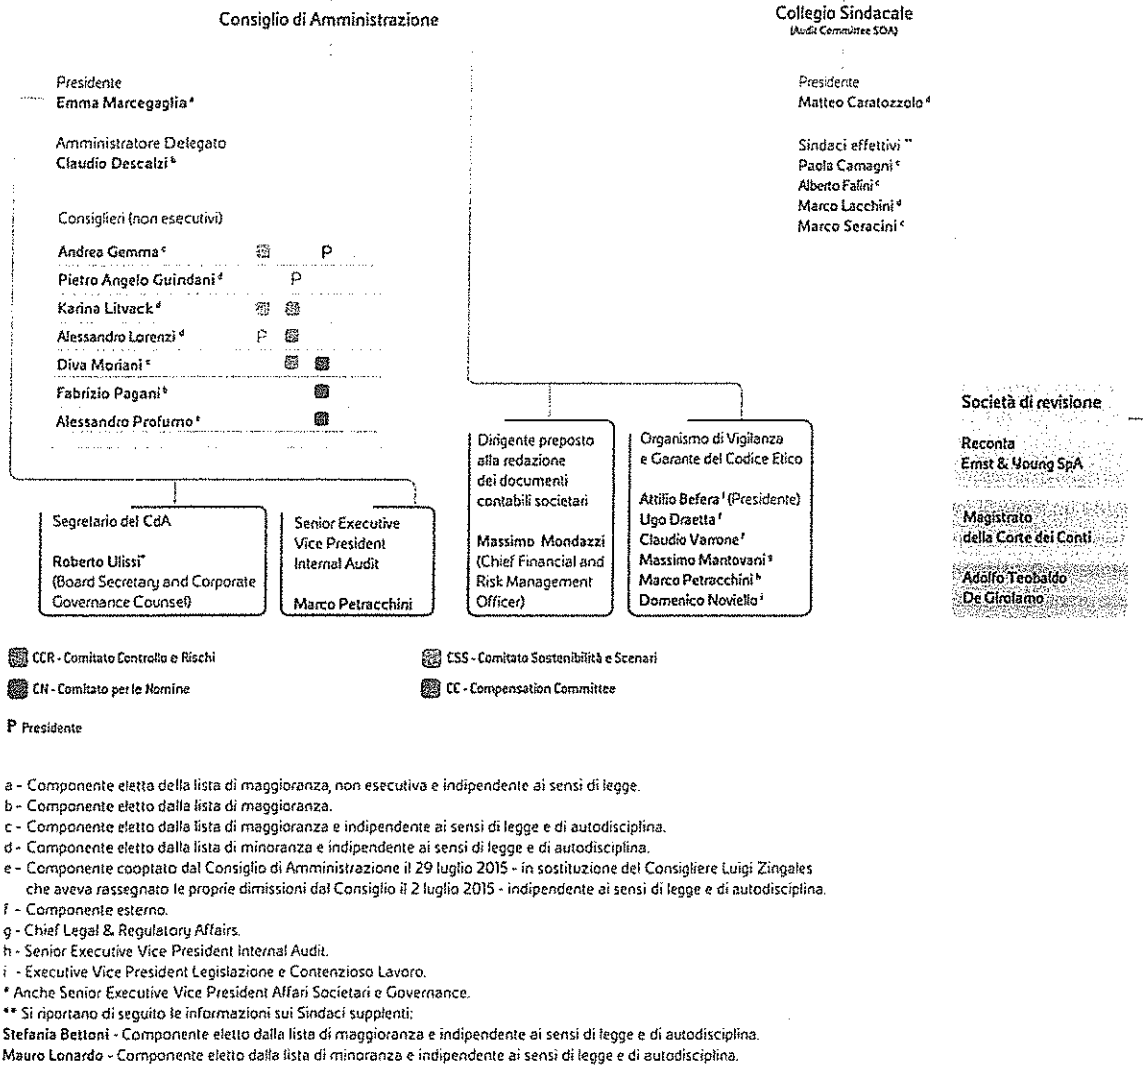 Consiglio di Amministrazione
Presidente
Emma Marcegaglia ᵃ
Amministratore Delegato
Claudio Descalzi ᵇ
Consiglieri (non esecutivi)
Andrea Gemma ᶜ P
Pietro Angelo Guindani ᵈ P
Karina Litvack ᵈ
Alessandro Lorenzi ᵈ P
Diva Moriani ᶜ
Fabrizio Pagani ᵇ
Alessandro Profumo ᵉ
Collegio Sindacale
(Audit Committee SOA)
Presidente
Matteo Caratozzolo ᵈ
Sindaci effettivi **
Paola Camagni ᶜ
Alberto Falini ᶜ
Marco Lacchini ᵈ
Marco Seracini ᶜ
Segretario del CdA
Roberto Ulissi*
(Board Secretary and Corporate
Governance Counsel)
Senior Executive
Vice President
Internal Audit
Marco Petracchini
Dirigente preposto
alla redazione
dei documenti
contabili societari
Massimo Mondazzi
(Chief Financial and
Risk Management
Officer)
Organismo di Vigilanza
e Garante del Codice Etico
Attilio Befera ᶠ (Presidente)
Ugo Draetta ᶠ
Claudio Varrone ᶠ
Massimo Mantovani ᵍ
Marco Petracchini ʰ
Domenico Noviello ⁱ
Società di revisione
Reconta
Ernst & Young SpA
Magistrato
della Corte dei Conti
Adolfo Teobaldo
De Girolamo
CCR - Comitato Controllo e Rischi
CSS - Comitato Sostenibilità e Scenari
CN - Comitato per le Nomine
CC - Compensation Committee
P Presidente
a - Componente eletta della lista di maggioranza, non esecutiva e indipendente ai sensi di legge.
b - Componente eletto dalla lista di maggioranza.
c - Componente eletto dalla lista di maggioranza e indipendente ai sensi di legge e di autodisciplina.
d - Componente eletto dalla lista di minoranza e indipendente ai sensi di legge e di autodisciplina.
e - Componente cooptato dal Consiglio di Amministrazione il 29 luglio 2015 - in sostituzione del Consigliere Luigi Zingales
che aveva rassegnato le proprie dimissioni dal Consiglio il 2 luglio 2015 - indipendente ai sensi di legge e di autodisciplina.
f - Componente esterno.
g - Chief Legal & Regulatory Affairs.
h - Senior Executive Vice President Internal Audit.
i - Executive Vice President Legislazione e Contenzioso Lavoro.
* Anche Senior Executive Vice President Affari Societari e Governance.
** Si riportano di seguito le informazioni sui Sindaci supplenti:
Stefania Bettoni - Componente eletto dalla lista di maggioranza e indipendente ai sensi di legge e di autodisciplina.
Mauro Lonardo - Componente eletto dalla lista di minoranza e indipendente ai sensi di legge e di autodisciplina.